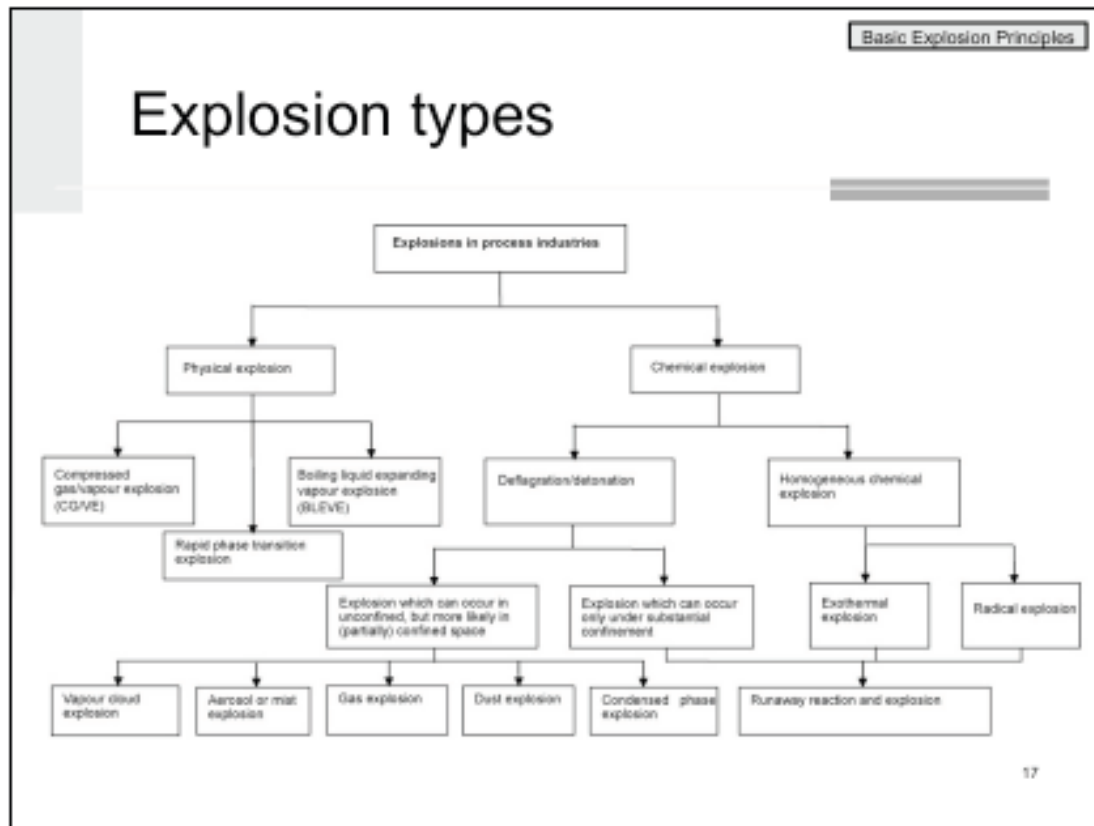 Basic Explosion Principles
Explosion types
Explosions in process industries
Physical explosion
Chemical explosion
Compressed
gas/vapour explosion
(CG/VE)
Boiling liquid expanding
vapour explosion
(BLEVE)
Deflagration/detonation
Homogeneous chemical
explosion
Rapid phase transition
explosion
Explosion which can occur in
unconfined, but more likely in
(partially) confined space
Explosion which can occur
only under substantial
confinement
Exothermal
explosion
Radical explosion
Vapour cloud
explosion
Aerosol or mist
explosion
Gas explosion
Dust explosion
Condensed phase
explosion
Runaway reaction and explosion
17